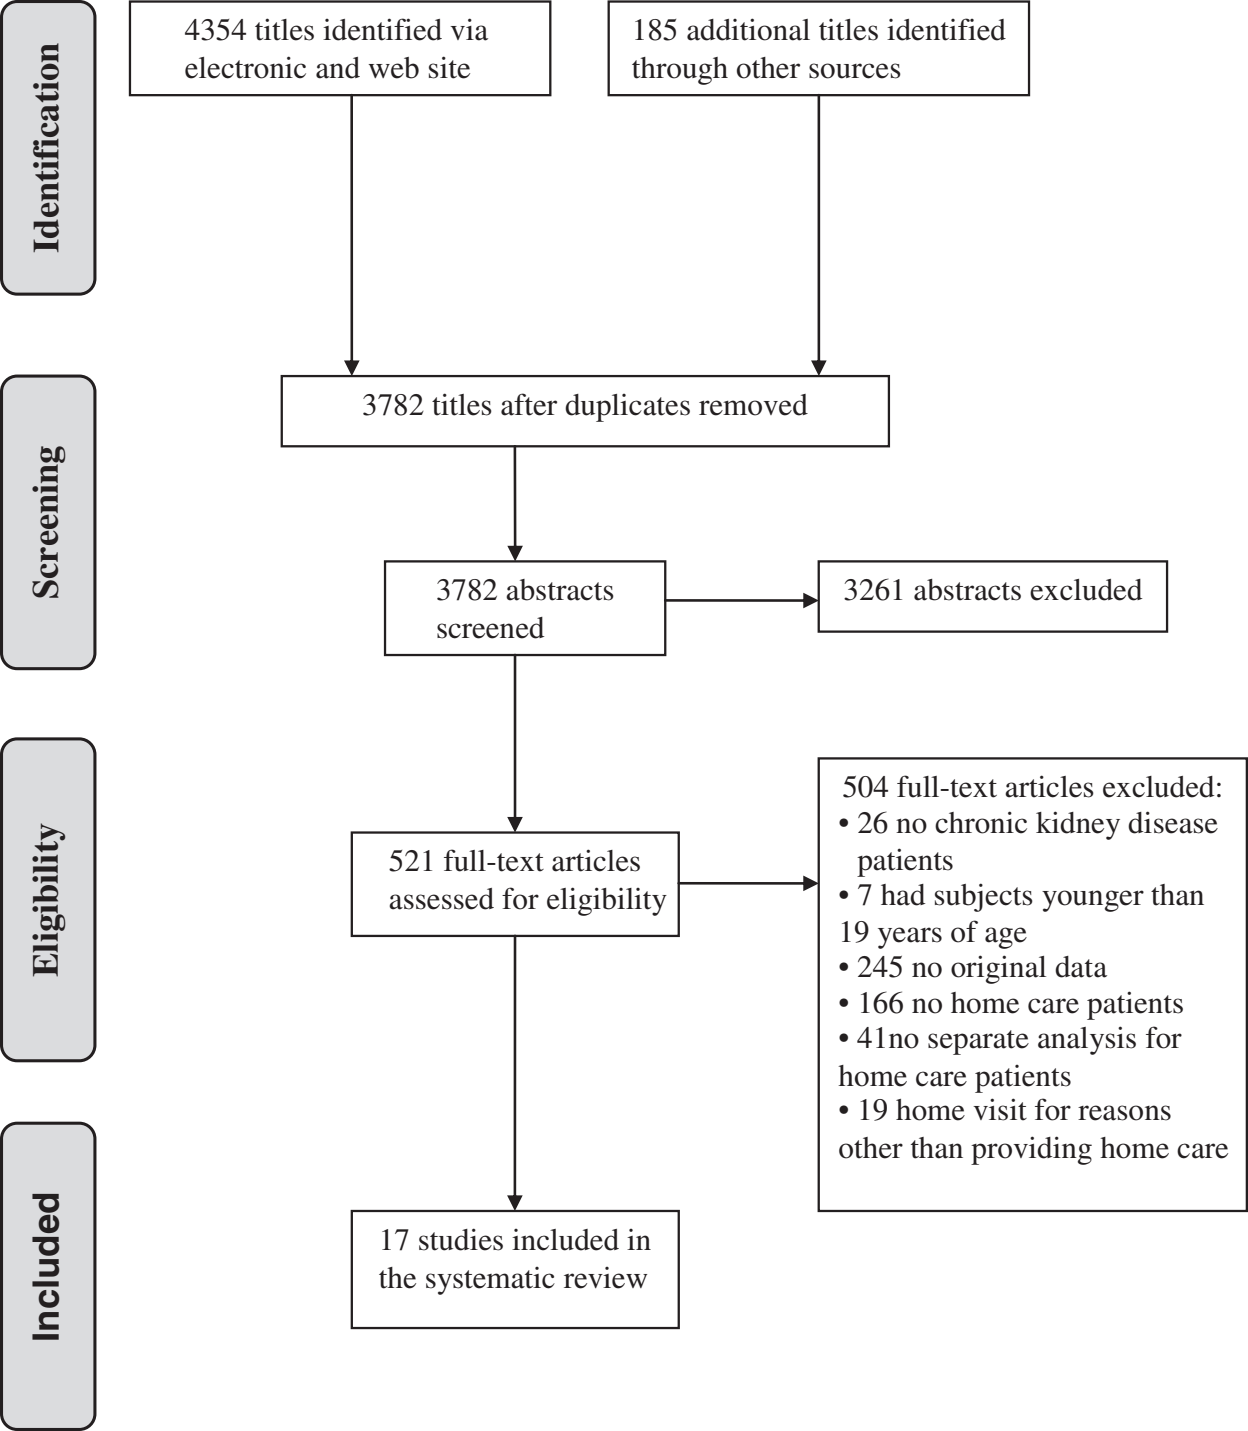 Identification
4354 titles identified via
electronic and web site
185 additional titles identified
through other sources
Screening
3782 titles after duplicates removed
3782 abstracts
screened
3261 abstracts excluded
Eligibility
521 full-text articles
assessed for eligibility
504 full-text articles excluded:
• 26 no chronic kidney disease
patients
• 7 had subjects younger than
19 years of age
• 245 no original data
• 166 no home care patients
• 41no separate analysis for
home care patients
• 19 home visit for reasons
other than providing home care
Included
17 studies included in
the systematic review